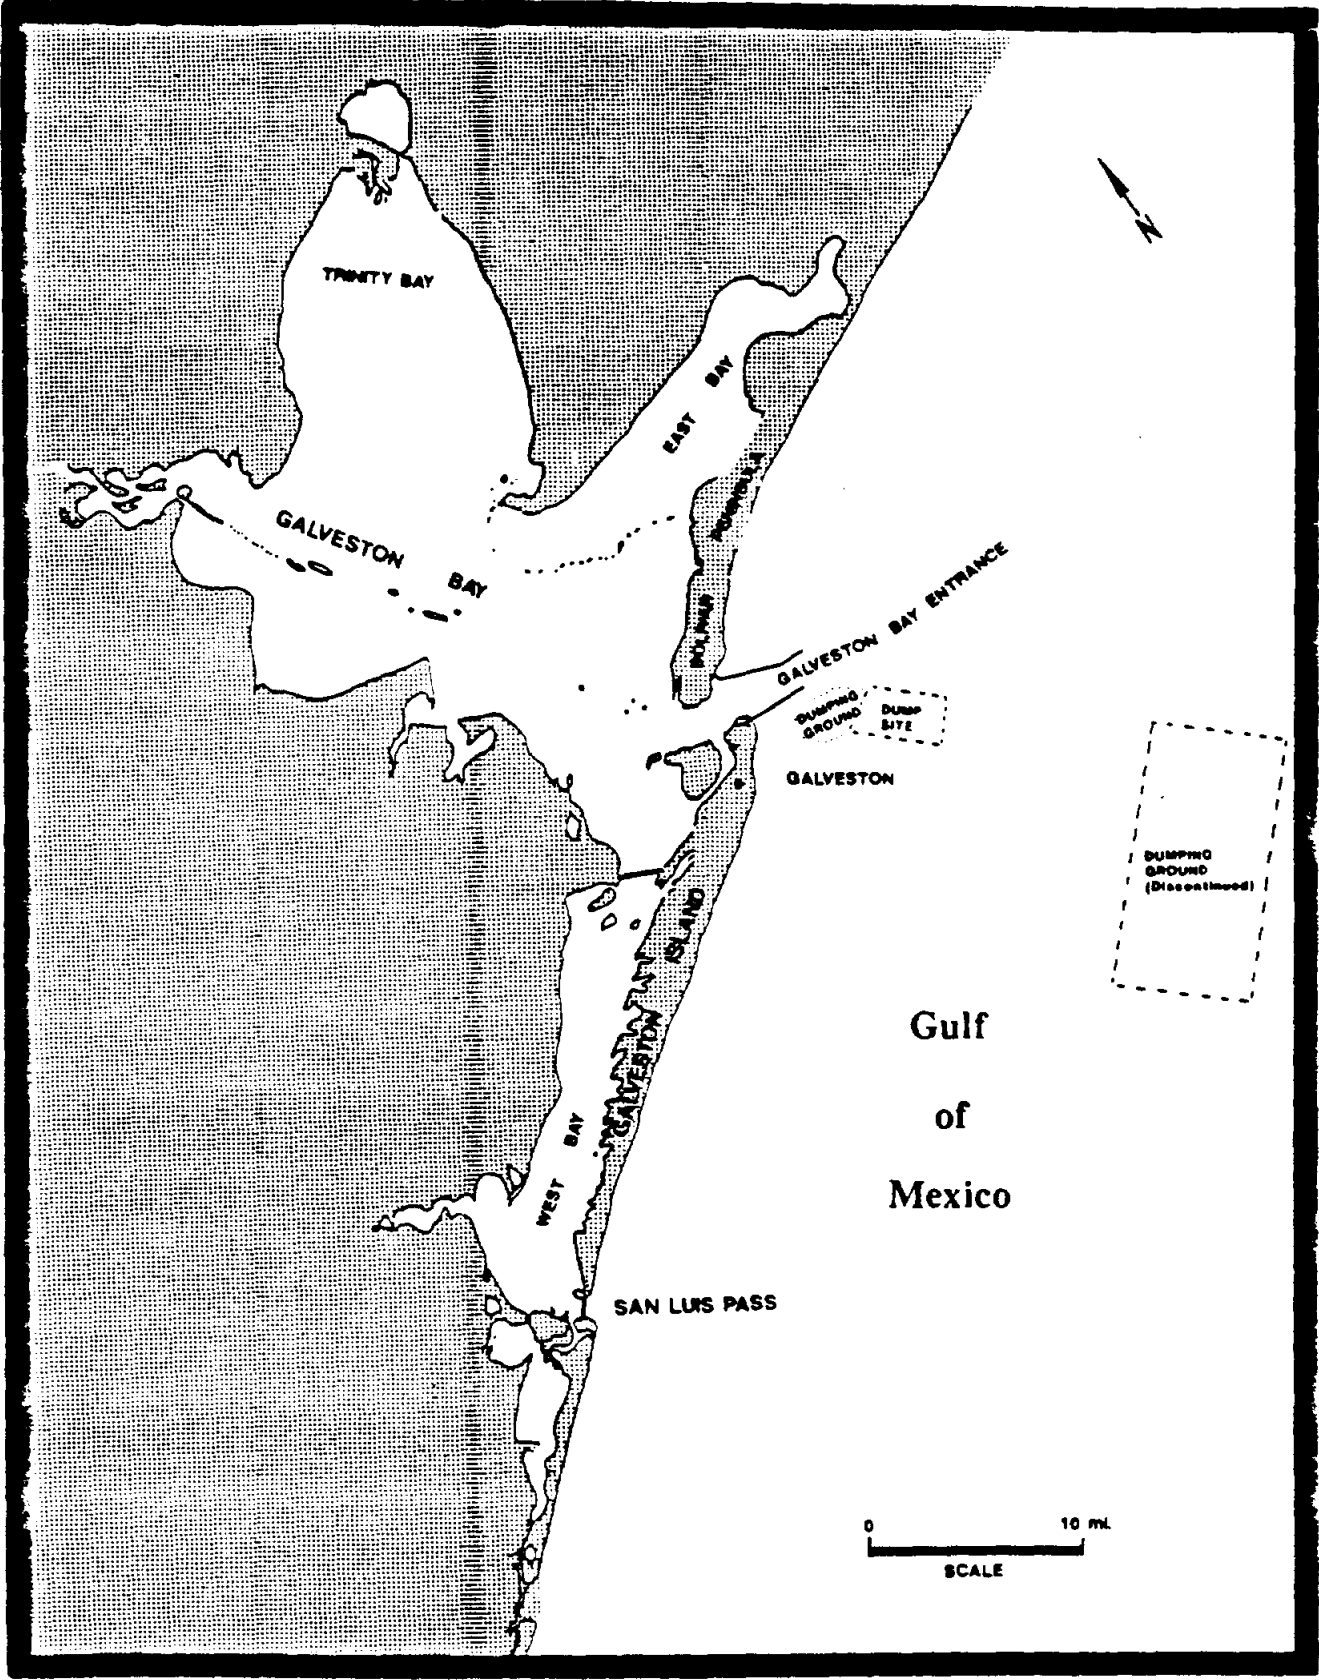 N
TRINITY BAY
EAST BAY
PENINSULA
GALVESTON BAY
GALVESTON BAY ENTRANCE
BOLIVAR
DUMPING
GROUND
DUMP
SITE
GALVESTON
DUMPING
GROUND
(Discontinued)
GALVESTON ISLAND
Gulf
of
Mexico
WEST BAY
SAN LUIS PASS
0 10 mi.
SCALE